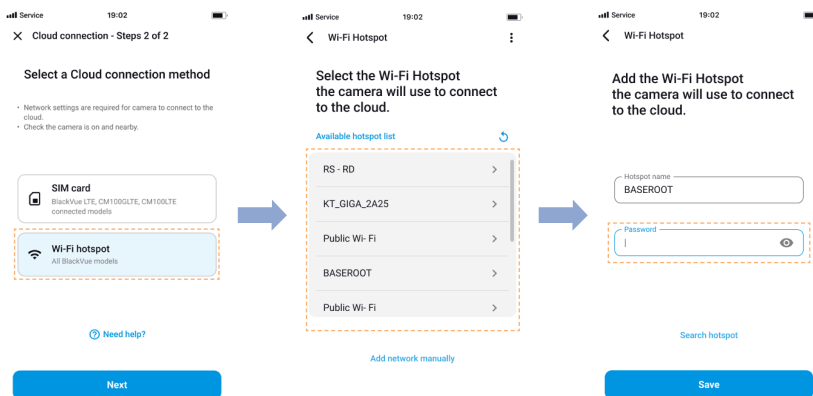 Service 19:02
Cloud connection - Steps 2 of 2
Select a Cloud connection method
• Network settings are required for camera to connect to the
cloud.
• Check the camera is on and nearby.
SIM card
BlackVue LTE, CM100GLTE, CM100LTE
connected models
Wi-Fi hotspot
All BlackVue models
Need help?
Next
Service 19:02
Wi-Fi Hotspot
Select the Wi-Fi Hotspot
the camera will use to connect
to the cloud.
Available hotspot list
RS - RD
KT_GIGA_2A25
Public Wi- Fi
BASEROOT
Public Wi- Fi
Add network manually
Service 19:02
Wi-Fi Hotspot
Add the Wi-Fi Hotspot
the camera will use to connect
to the cloud.
Hotspot name
BASEROOT
Password
Search hotspot
Save